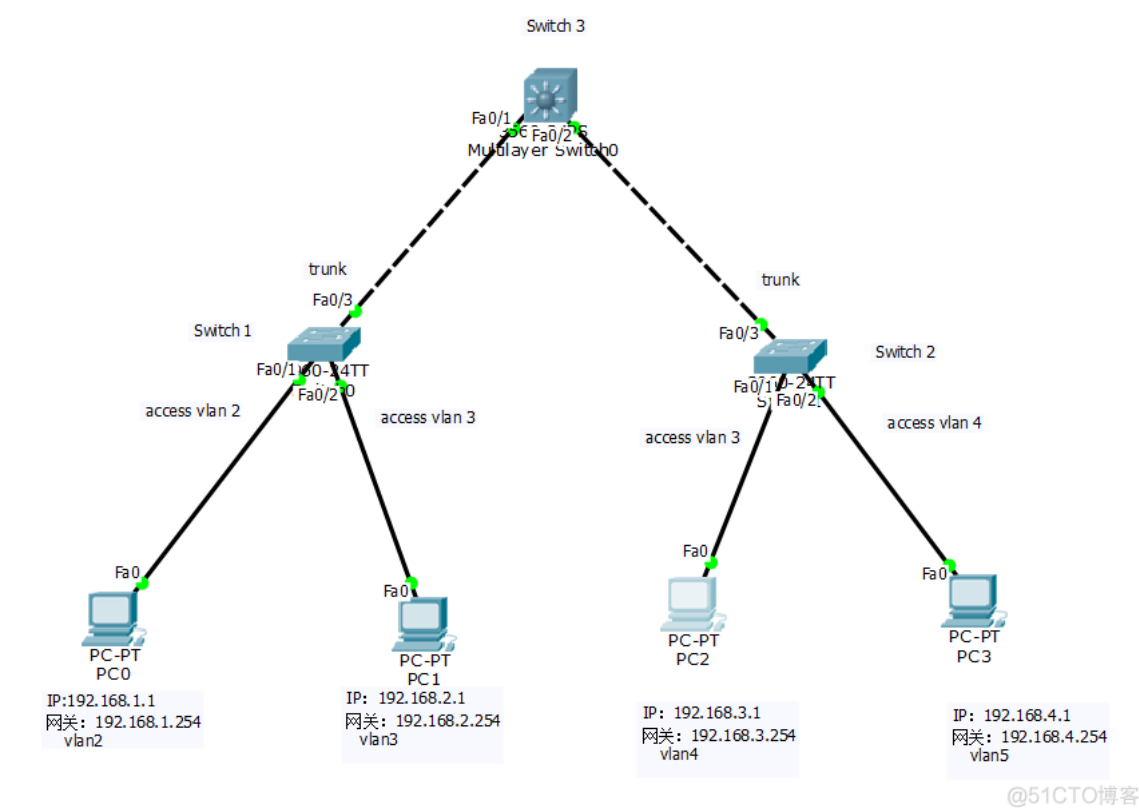 Switch 3
Fa0/1
Fa0/2
Multilayer Switch0
trunk
Fa0/3
Switch 1
Fa0/1
-24TT
Fa0/2
access vlan 2
access vlan 3
trunk
Fa0/3
Switch 2
-24TT
Fa0/1
Fa0/2
access vlan 3
access vlan 4
Fa0
PC-PT
PC0
IP:192.168.1.1
网关：192.168.1.254
vlan2
Fa0
PC-PT
PC1
IP：192.168.2.1
网关：192.168.2.254
vlan3
Fa0
PC-PT
PC2
IP：192.168.3.1
网关：192.168.3.254
vlan4
Fa0
PC-PT
PC3
IP：192.168.4.1
网关：192.168.4.254
vlan5
@51CTO博客